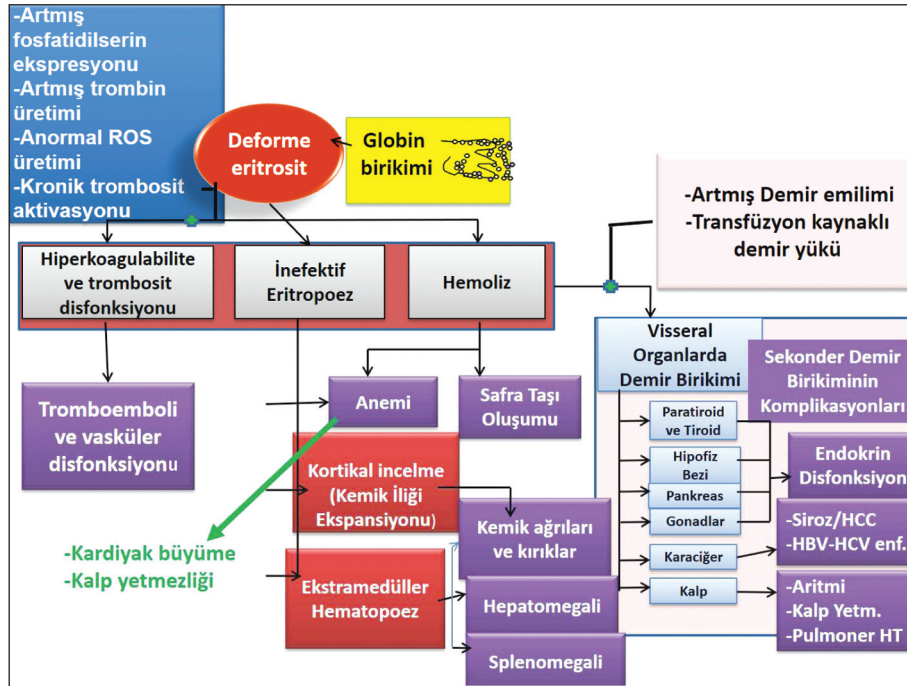 -Artmış
fosfatidilserin
ekspresyonu
-Artmış trombin
üretimi
-Anormal ROS
üretimi
-Kronik trombosit
aktivasyonu
Deforme
eritrosit
Globin
birikimi
-Artmış Demir emilimi
-Transfüzyon kaynaklı
demir yükü
Hiperkoagulabilite
ve trombosit
disfonksiyonu
İnefektif
Eritropoez
Hemoliz
Visseral
Organlarda
Demir Birikimi
Sekonder Demir
Birikiminin
Komplikasyonları
Tromboemboli
ve vasküler
disfonksiyonu
Anemi
Safra Taşı
Oluşumu
Paratiroid
ve Tiroid
Hipofiz
Bezi
Pankreas
Gonadlar
Karaciğer
Kalp
Endokrin
Disfonksiyon
Kortikal incelme
(Kemik İliği
Ekspansiyonu)
Kemik ağrıları
ve kırıklar
-Siroz/HCC
-HBV-HCV enf.
-Kardiyak büyüme
-Kalp yetmezliği
Ekstramedüller
Hematopoez
Hepatomegali
Splenomegali
-Aritmi
-Kalp Yetm.
-Pulmoner HT